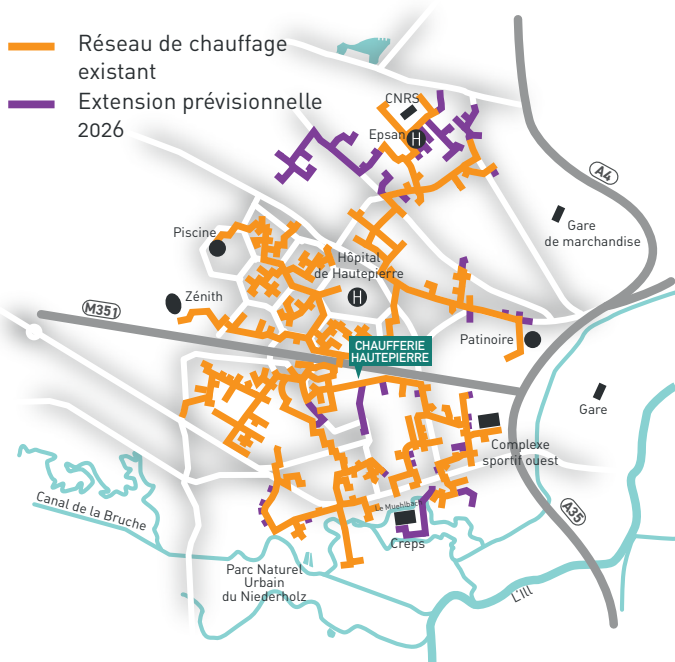 Réseau de chauffage
existant
Extension prévisionnelle
2026
CNRS
Epsan
H
A4
Gare
de marchandise
Piscine
Hôpital
de Hautepierre
H
Zénith
M351
Patinoire
CHAUFFERIE
HAUTEPIERRE
Gare
Complexe
sportif ouest
Canal de la Bruche
Le Muehlbach
A35
Creps
Parc Naturel
Urbain
du Niederholz
L'Ill